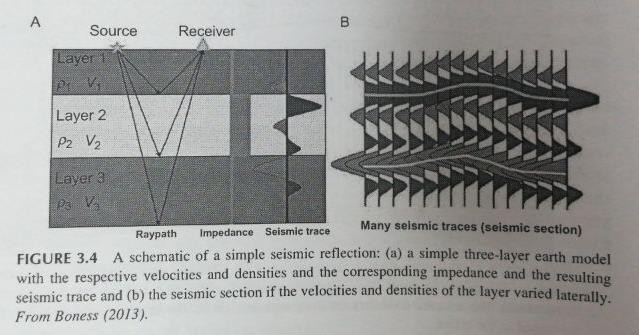 A
B
Source
Receiver
Layer 1
ρ₁ V₁
Layer 2
ρ₂ V₂
Layer 3
ρ₃ V₃
Raypath
Impedance
Seismic trace
Many seismic traces (seismic section)
FIGURE 3.4 A schematic of a simple seismic reflection: (a) a simple three-layer earth model
with the respective velocities and densities and the corresponding impedance and the resulting
seismic trace and (b) the seismic section if the velocities and densities of the layer varied laterally.
From Boness (2013).